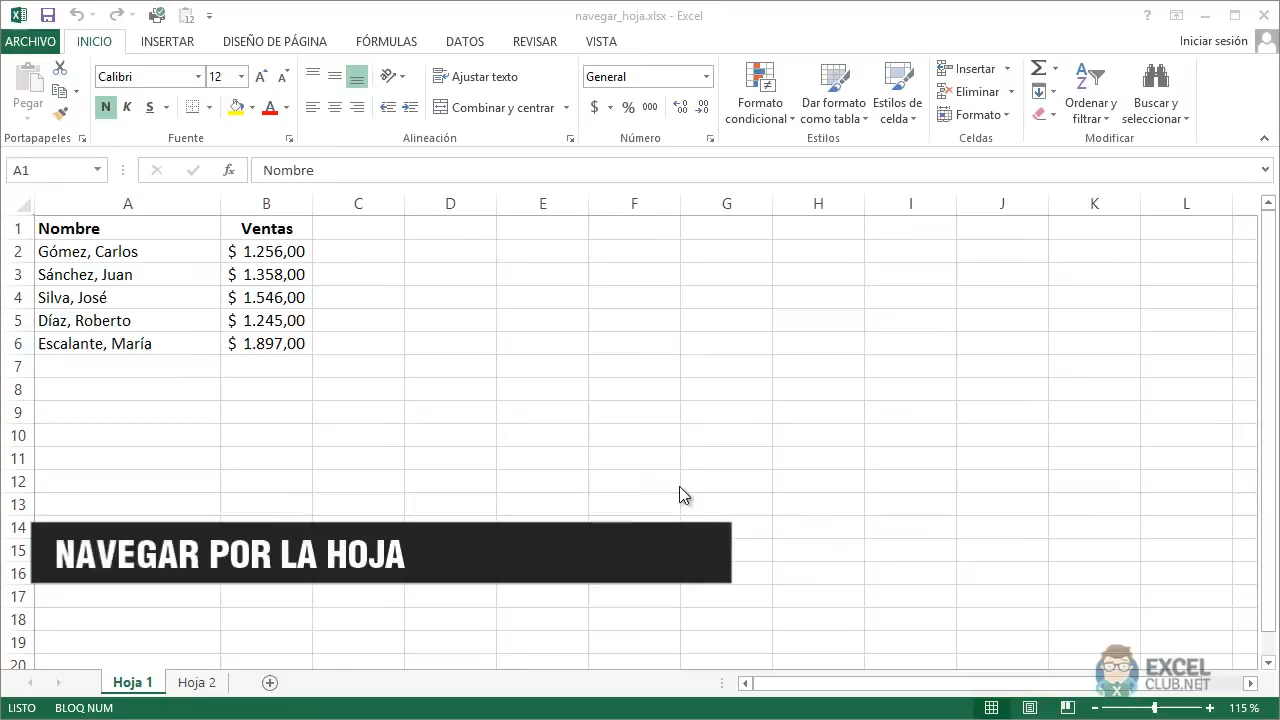 navegar_hoja.xlsx - Excel
ARCHIVO INICIO INSERTAR DISEÑO DE PÁGINA FÓRMULAS DATOS REVISAR VISTA Iniciar sesión
Pegar
Calibri 12
N K S
Ajustar texto
Combinar y centrar
General
$ % 000
Formato condicional
Dar formato como tabla
Estilos de celda
Insertar
Eliminar
Formato
Ordenar y filtrar
Buscar y seleccionar
Portapapeles Fuente Alineación Número Estilos Celdas Modificar
A1 fx Nombre
A B C D E F G H I J K L
1 Nombre Ventas
2 Gómez, Carlos $ 1.256,00
3 Sánchez, Juan $ 1.358,00
4 Silva, José $ 1.546,00
5 Díaz, Roberto $ 1.245,00
6 Escalante, María $ 1.897,00
7
8
9
10
11
12
13
14
15
16
NAVEGAR POR LA HOJA
17
18
19
20
Hoja 1 Hoja 2
EXCEL
CLUB.NET
LISTO BLOQ NUM 115 %